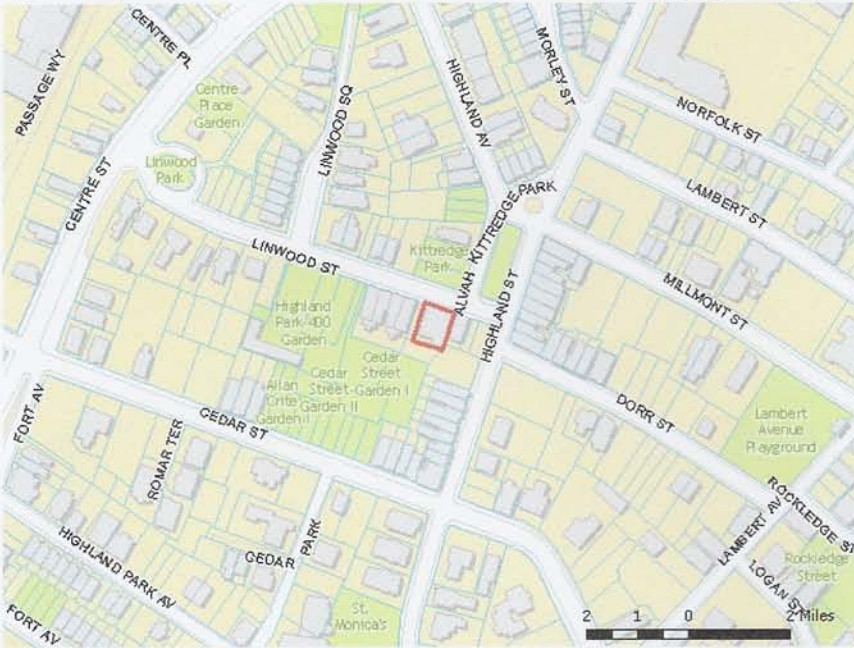 CENTRE PL
PASSAGE WY
Centre
Place
Garden
LINWOOD SQ
HIGHLAND AV
MORLEY ST
NORFOLK ST
LAMBERT ST
Linwood
Park
CENTRE ST
ALVAH KITTREDGE PARK
LINWOOD ST
Kittredge
Park
HIGHLAND ST
MILLMONT ST
Highland
Park 400
Garden
Cedar
Street
Garden I
Cedar
Street
Garden II
Allan
Crite
Garden I
DORR ST
Lambert
Avenue
Playground
CEDAR ST
FORT AV
ROMAR TER
ROCKLEDGE ST
LAMBERT AV
LOGAN ST
Rockledge
Street
HIGHLAND PARK AV
CEDAR PARK
St.
Monica's
FORT AV
2 1 0 2 Miles